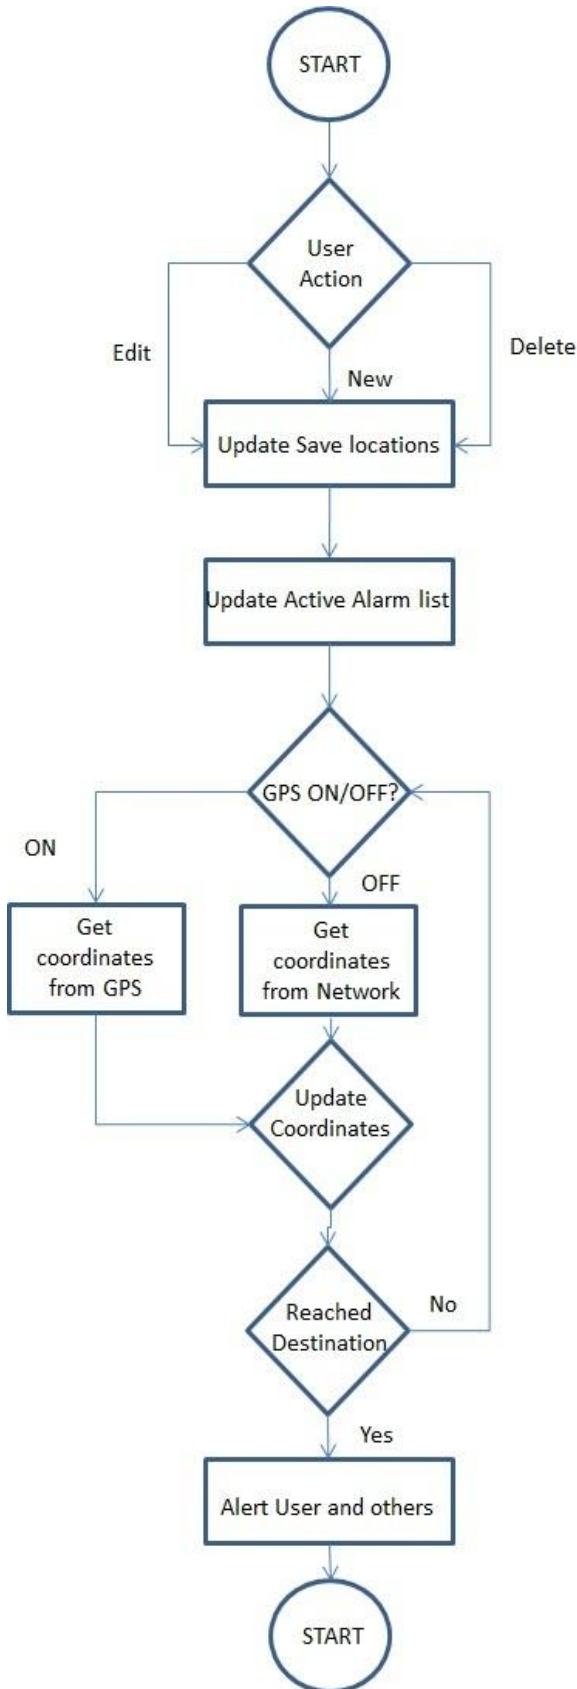 START
User
Action
Edit
Delete
New
Update Save locations
Update Active Alarm list
GPS ON/OFF?
ON
OFF
Get
coordinates
from GPS
Get
coordinates
from Network
Update
Coordinates
Reached
Destination
No
Yes
Alert User and others
START